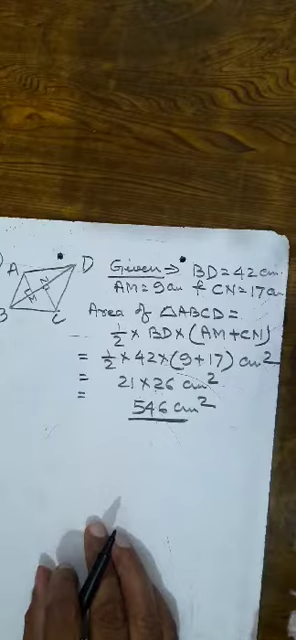 A D Given → BD = 42 cm
AM = 9 cm & CN = 17 cm
B M N C Area of △ABCD =
1/2 × BD × (AM + CN)
= 1/2 × 42 × (9 + 17) cm²
= 21 × 26 cm²
= 546 cm²